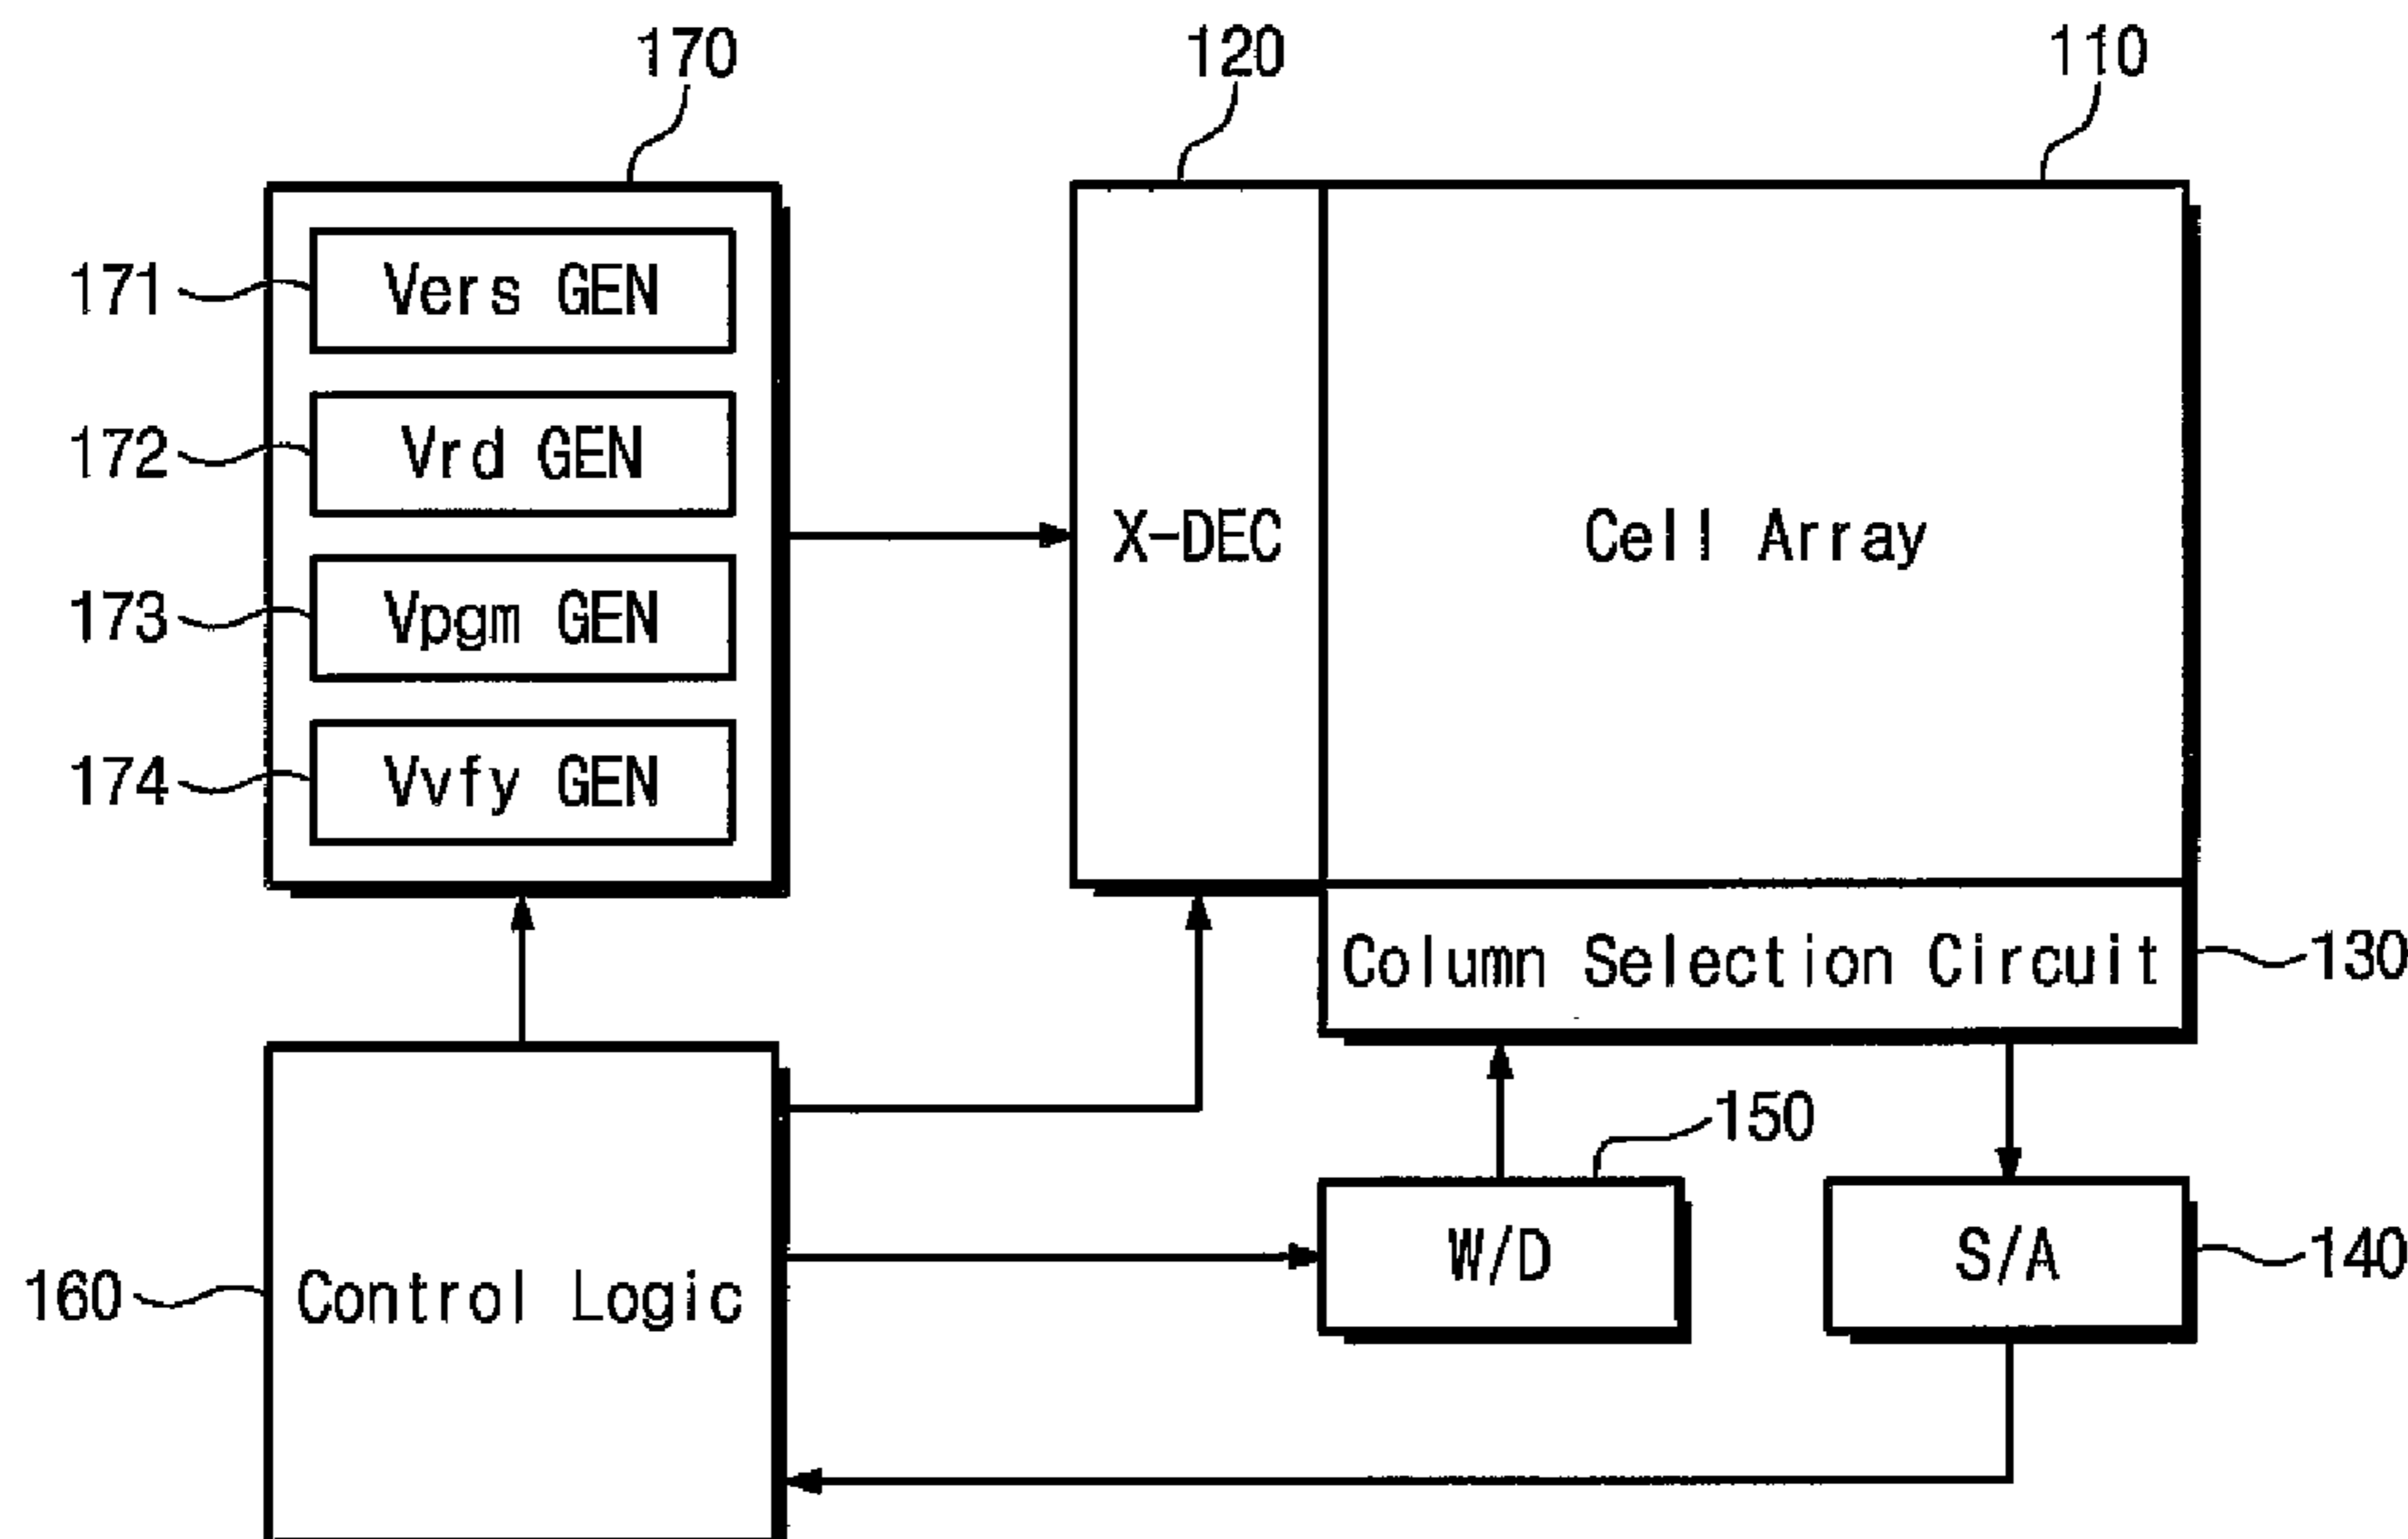 170
120
110
171
Vers GEN
172
Vrd GEN
173
Vpgm GEN
174
Vvfy GEN
X-DEC
Cell Array
Column Selection Circuit
130
150
160
Control Logic
W/D
S/A
140